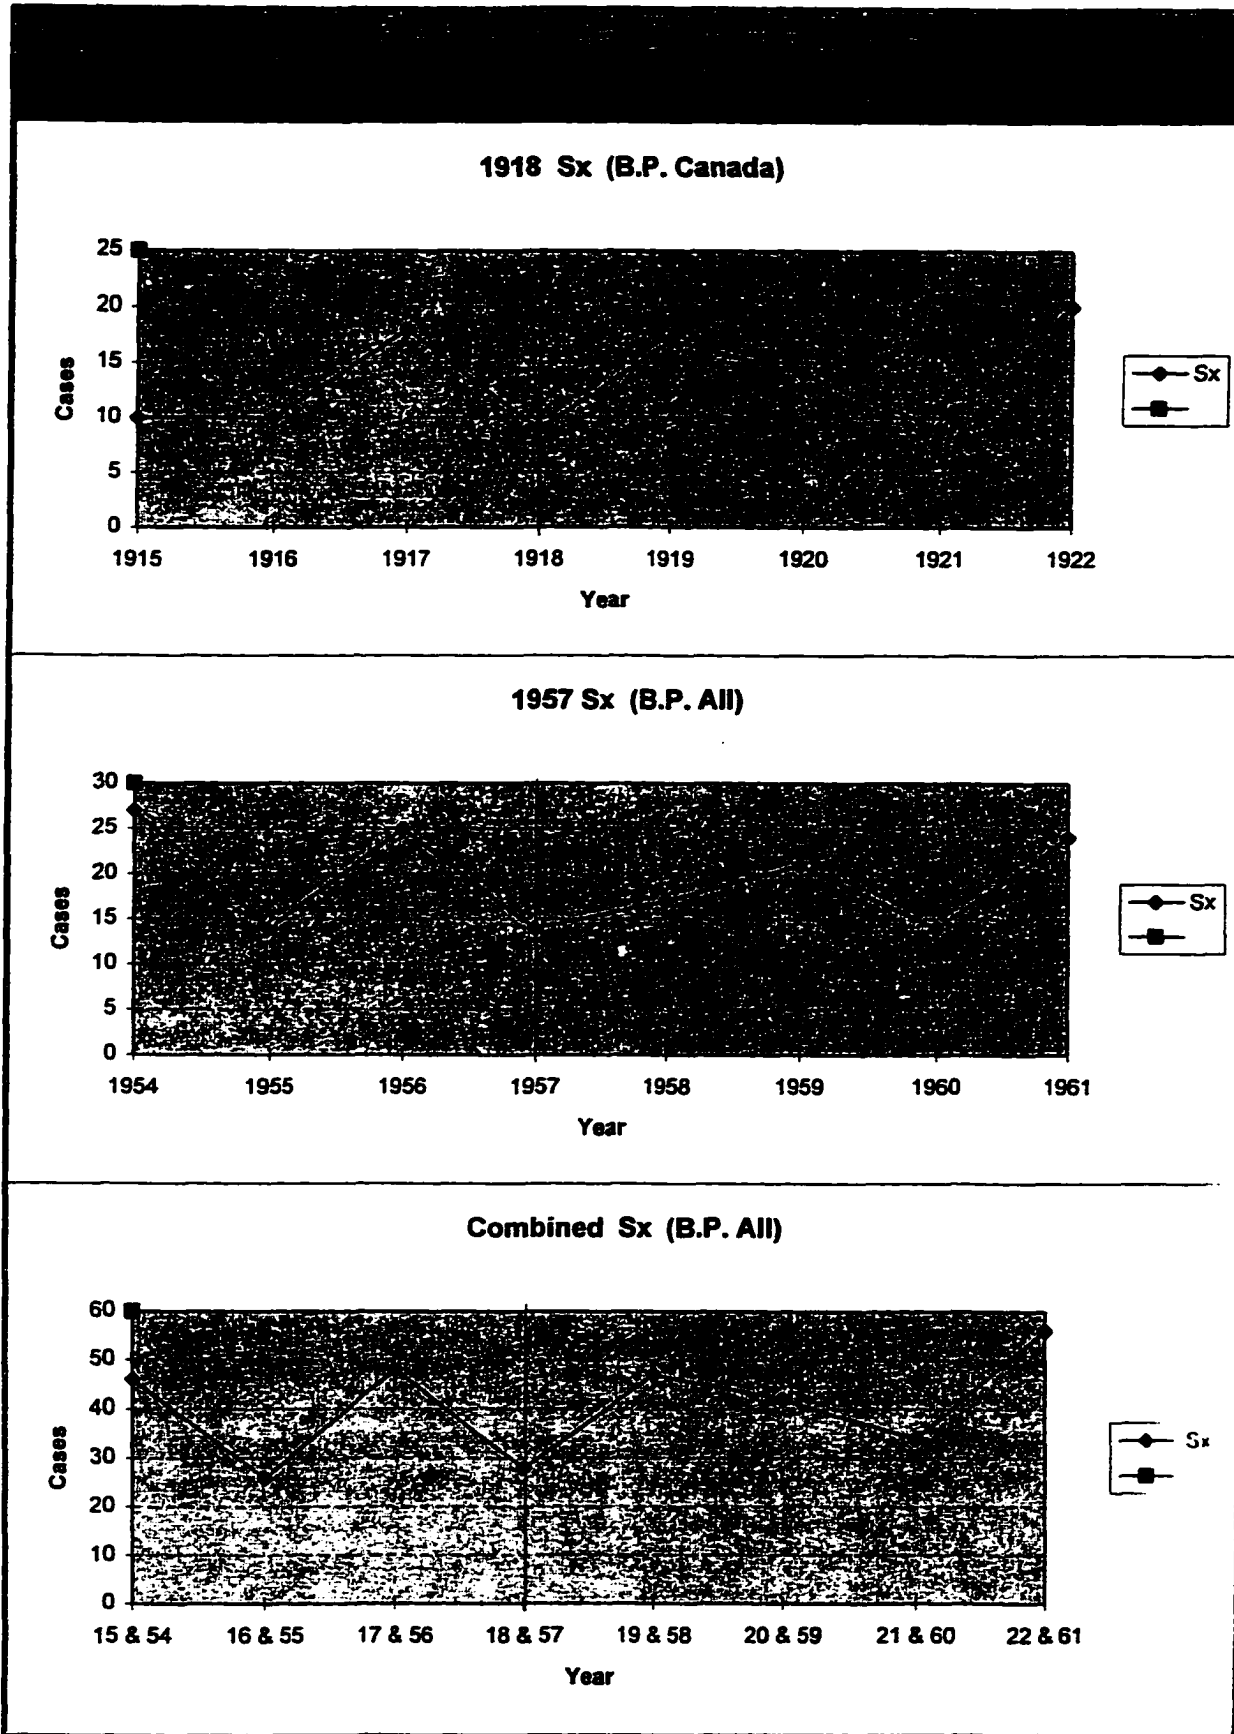 1918 Sx (B.P. Canada)
25
20
15
10
5
0
Cases
1915 1916 1917 1918 1919 1920 1921 1922
Year
Sx
1957 Sx (B.P. All)
30
25
20
15
10
5
0
Cases
1954 1955 1956 1957 1958 1959 1960 1961
Year
Sx
Combined Sx (B.P. All)
60
50
40
30
20
10
0
Cases
15 & 54 16 & 55 17 & 56 18 & 57 19 & 58 20 & 59 21 & 60 22 & 61
Year
Sx